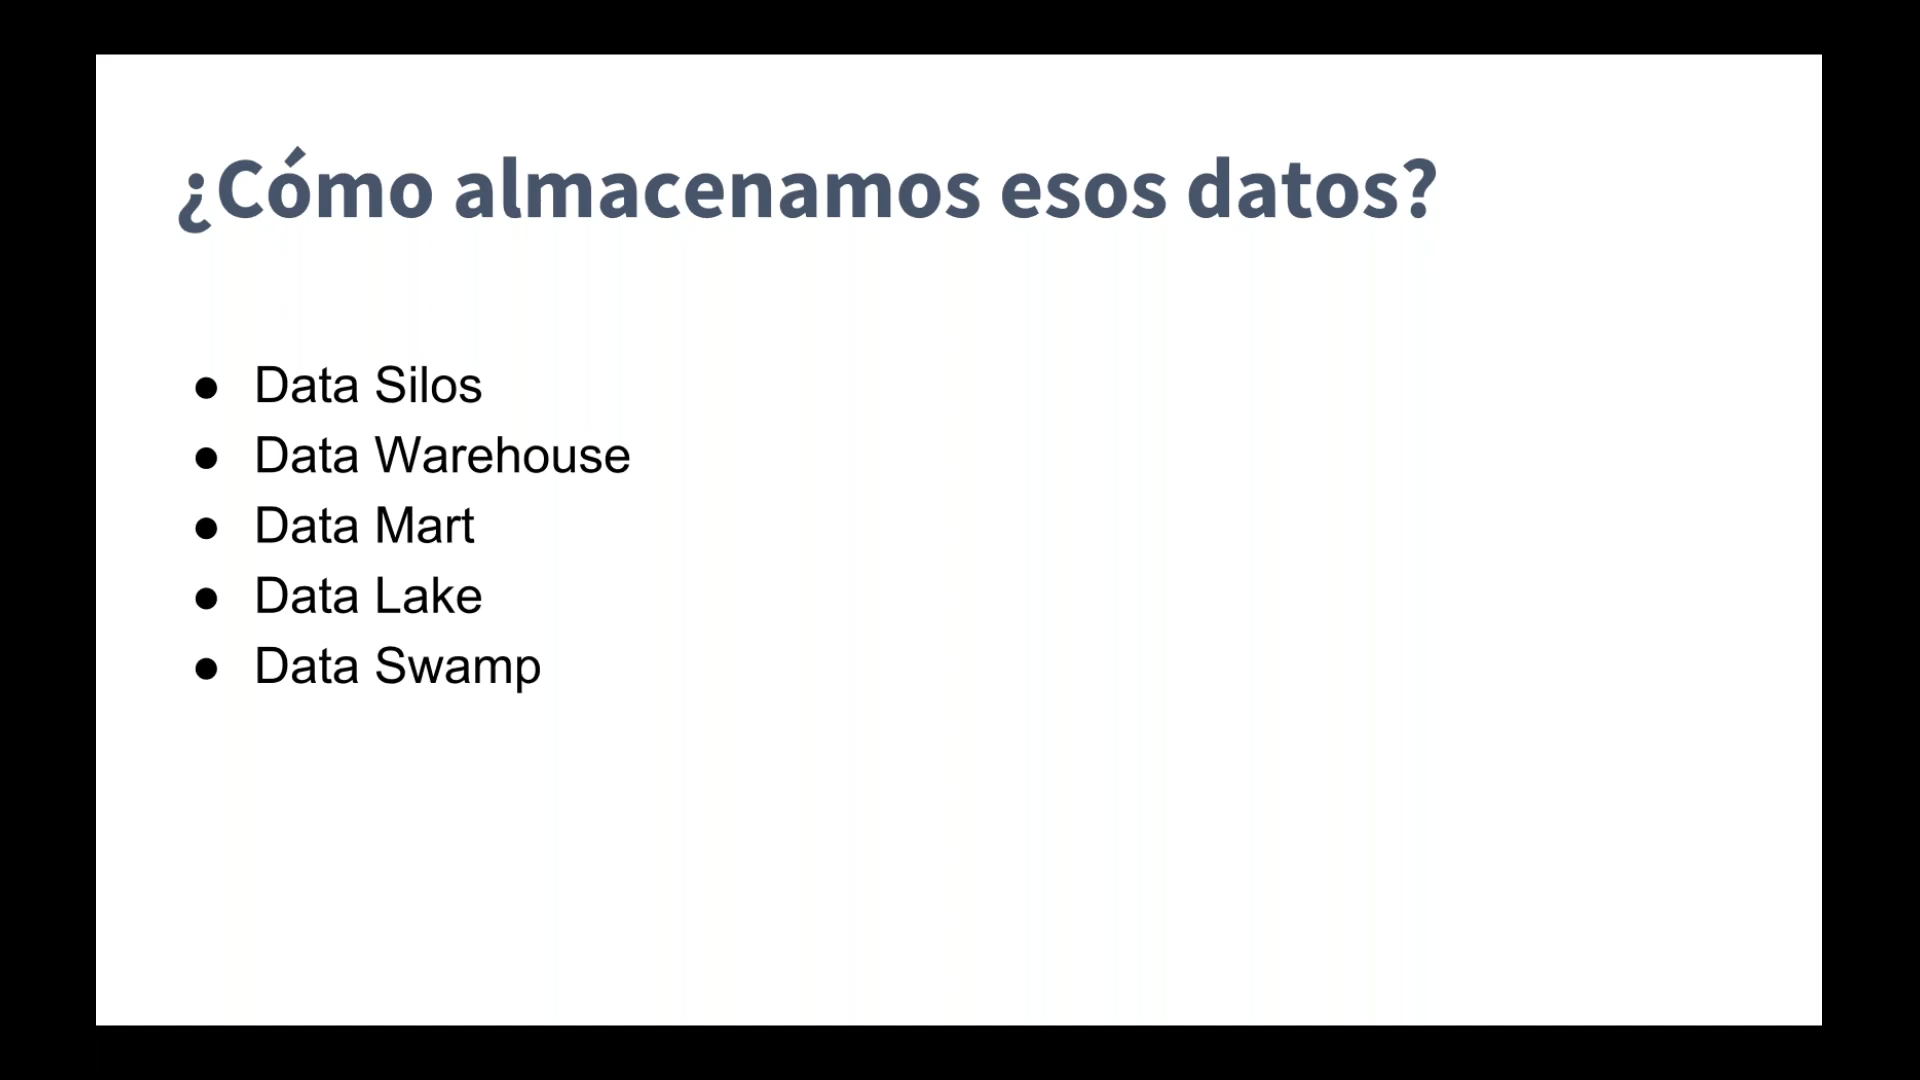 ¿Cómo almacenamos esos datos?
● Data Silos
● Data Warehouse
● Data Mart
● Data Lake
● Data Swamp